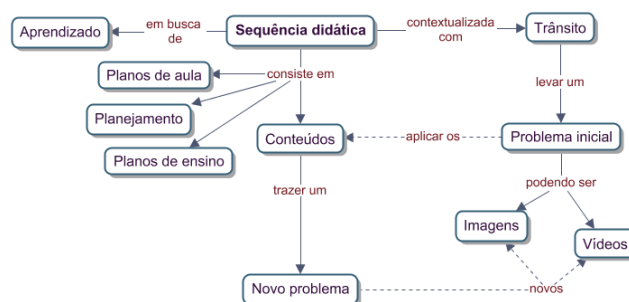 Aprendizado
em busca
de
Sequência didática
contextualizada
com
Trânsito
Planos de aula
consiste em
levar um
Planejamento
Planos de ensino
Conteúdos
aplicar os
Problema inicial
trazer um
podendo ser
Imagens
Vídeos
Novo problema
novos